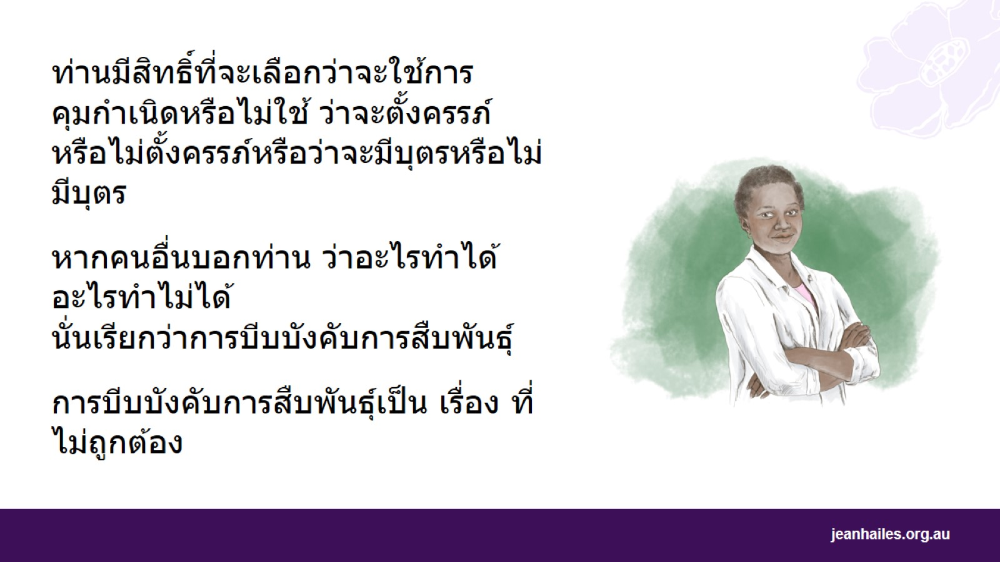 ท่านมีสิทธิ์ที่จะเลือกว่าจะใช้การ
คุมกำเนิดหรือไม่ใช้ ว่าจะตั้งครรภ์
หรือไม่ตั้งครรภ์หรือว่าจะมีบุตรหรือไม่
มีบุตร
หากคนอื่นบอกท่าน ว่าอะไรทำได้
อะไรทำไม่ได้
นั่นเรียกว่าการบีบบังคับการสืบพันธุ์
การบีบบังคับการสืบพันธุ์เป็น เรื่อง ที่
ไม่ถูกต้อง
jeanhailes.org.au